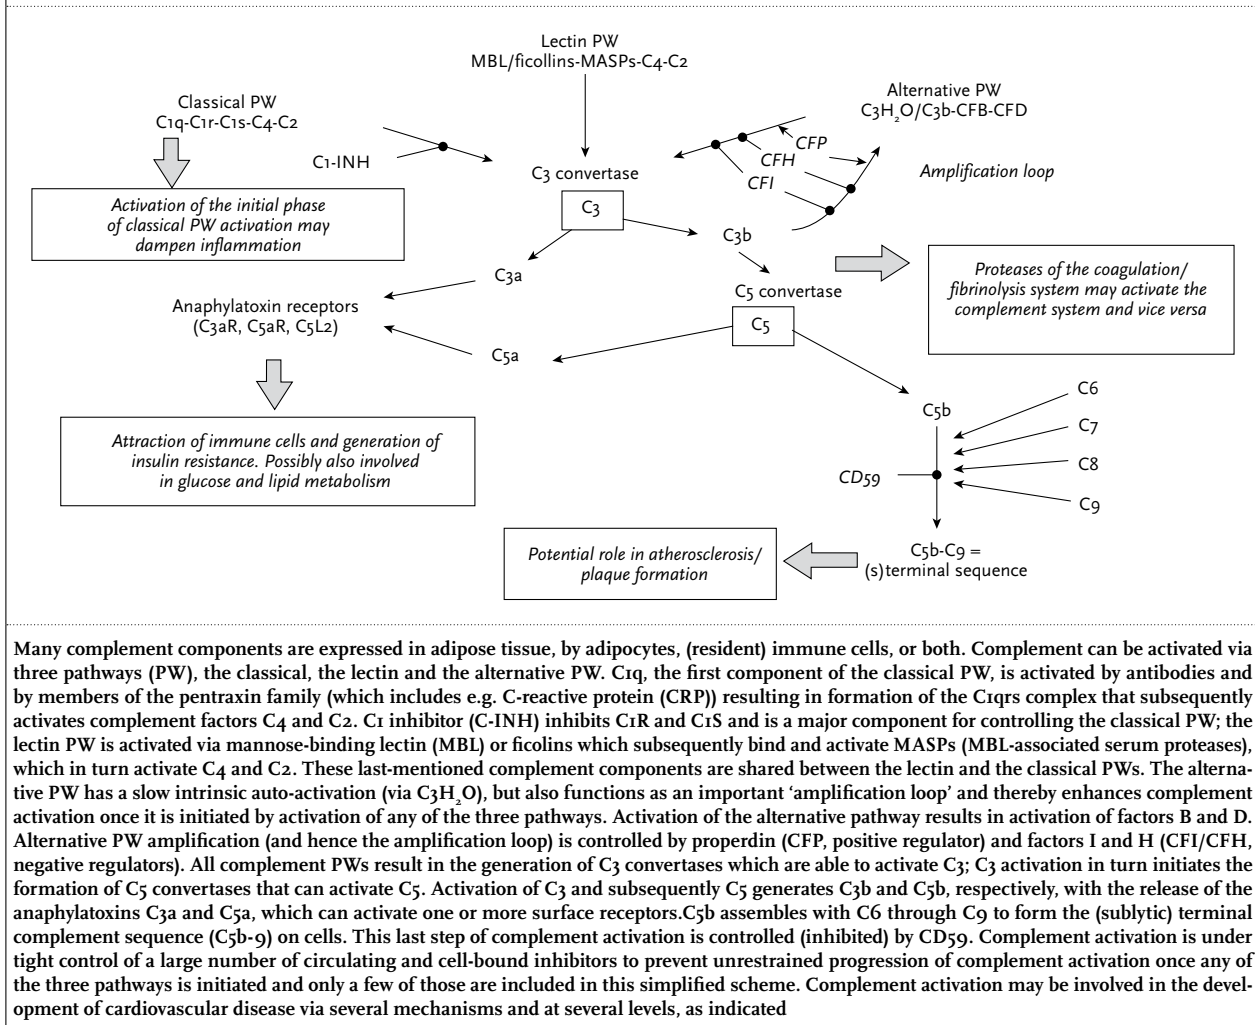 Lectin PW
MBL/ficollins-MASPs-C4-C2
Classical PW
C1q-C1r-C1s-C4-C2
Alternative PW
C3H₂O/C3b-CFB-CFD
C1-INH
CFP
CFH
CFI
Amplification loop
C3 convertase
C3
Activation of the initial phase
of classical PW activation may
dampen inflammation
C3b
C3a
C5 convertase
C5
Proteases of the coagulation/
fibrinolysis system may activate the
complement system and vice versa
Anaphylatoxin receptors
(C3aR, C5aR, C5L2)
C5a
C5b
C6
C7
C8
C9
CD59
Attraction of immune cells and generation of
insulin resistance. Possibly also involved
in glucose and lipid metabolism
Potential role in atherosclerosis/
plaque formation
C5b-C9 =
(s)terminal sequence
Many complement components are expressed in adipose tissue, by adipocytes, (resident) immune cells, or both. Complement can be activated via
three pathways (PW), the classical, the lectin and the alternative PW. C1q, the first component of the classical PW, is activated by antibodies and
by members of the pentraxin family (which includes e.g. C-reactive protein (CRP)) resulting in formation of the C1qrs complex that subsequently
activates complement factors C4 and C2. C1 inhibitor (C-INH) inhibits C1R and C1S and is a major component for controlling the classical PW; the
lectin PW is activated via mannose-binding lectin (MBL) or ficolins which subsequently bind and activate MASPs (MBL-associated serum proteases),
which in turn activate C4 and C2. These last-mentioned complement components are shared between the lectin and the classical PWs. The alterna-
tive PW has a slow intrinsic auto-activation (via C3H₂O), but also functions as an important ‘amplification loop’ and thereby enhances complement
activation once it is initiated by activation of any of the three pathways. Activation of the alternative pathway results in activation of factors B and D.
Alternative PW amplification (and hence the amplification loop) is controlled by properdin (CFP, positive regulator) and factors I and H (CFI/CFH,
negative regulators). All complement PWs result in the generation of C3 convertases which are able to activate C3; C3 activation in turn initiates the
formation of C5 convertases that can activate C5. Activation of C3 and subsequently C5 generates C3b and C5b, respectively, with the release of the
anaphylatoxins C3a and C5a, which can activate one or more surface receptors.C5b assembles with C6 through C9 to form the (sublytic) terminal
complement sequence (C5b-9) on cells. This last step of complement activation is controlled (inhibited) by CD59. Complement activation is under
tight control of a large number of circulating and cell-bound inhibitors to prevent unrestrained progression of complement activation once any of
the three pathways is initiated and only a few of those are included in this simplified scheme. Complement activation may be involved in the devel-
opment of cardiovascular disease via several mechanisms and at several levels, as indicated